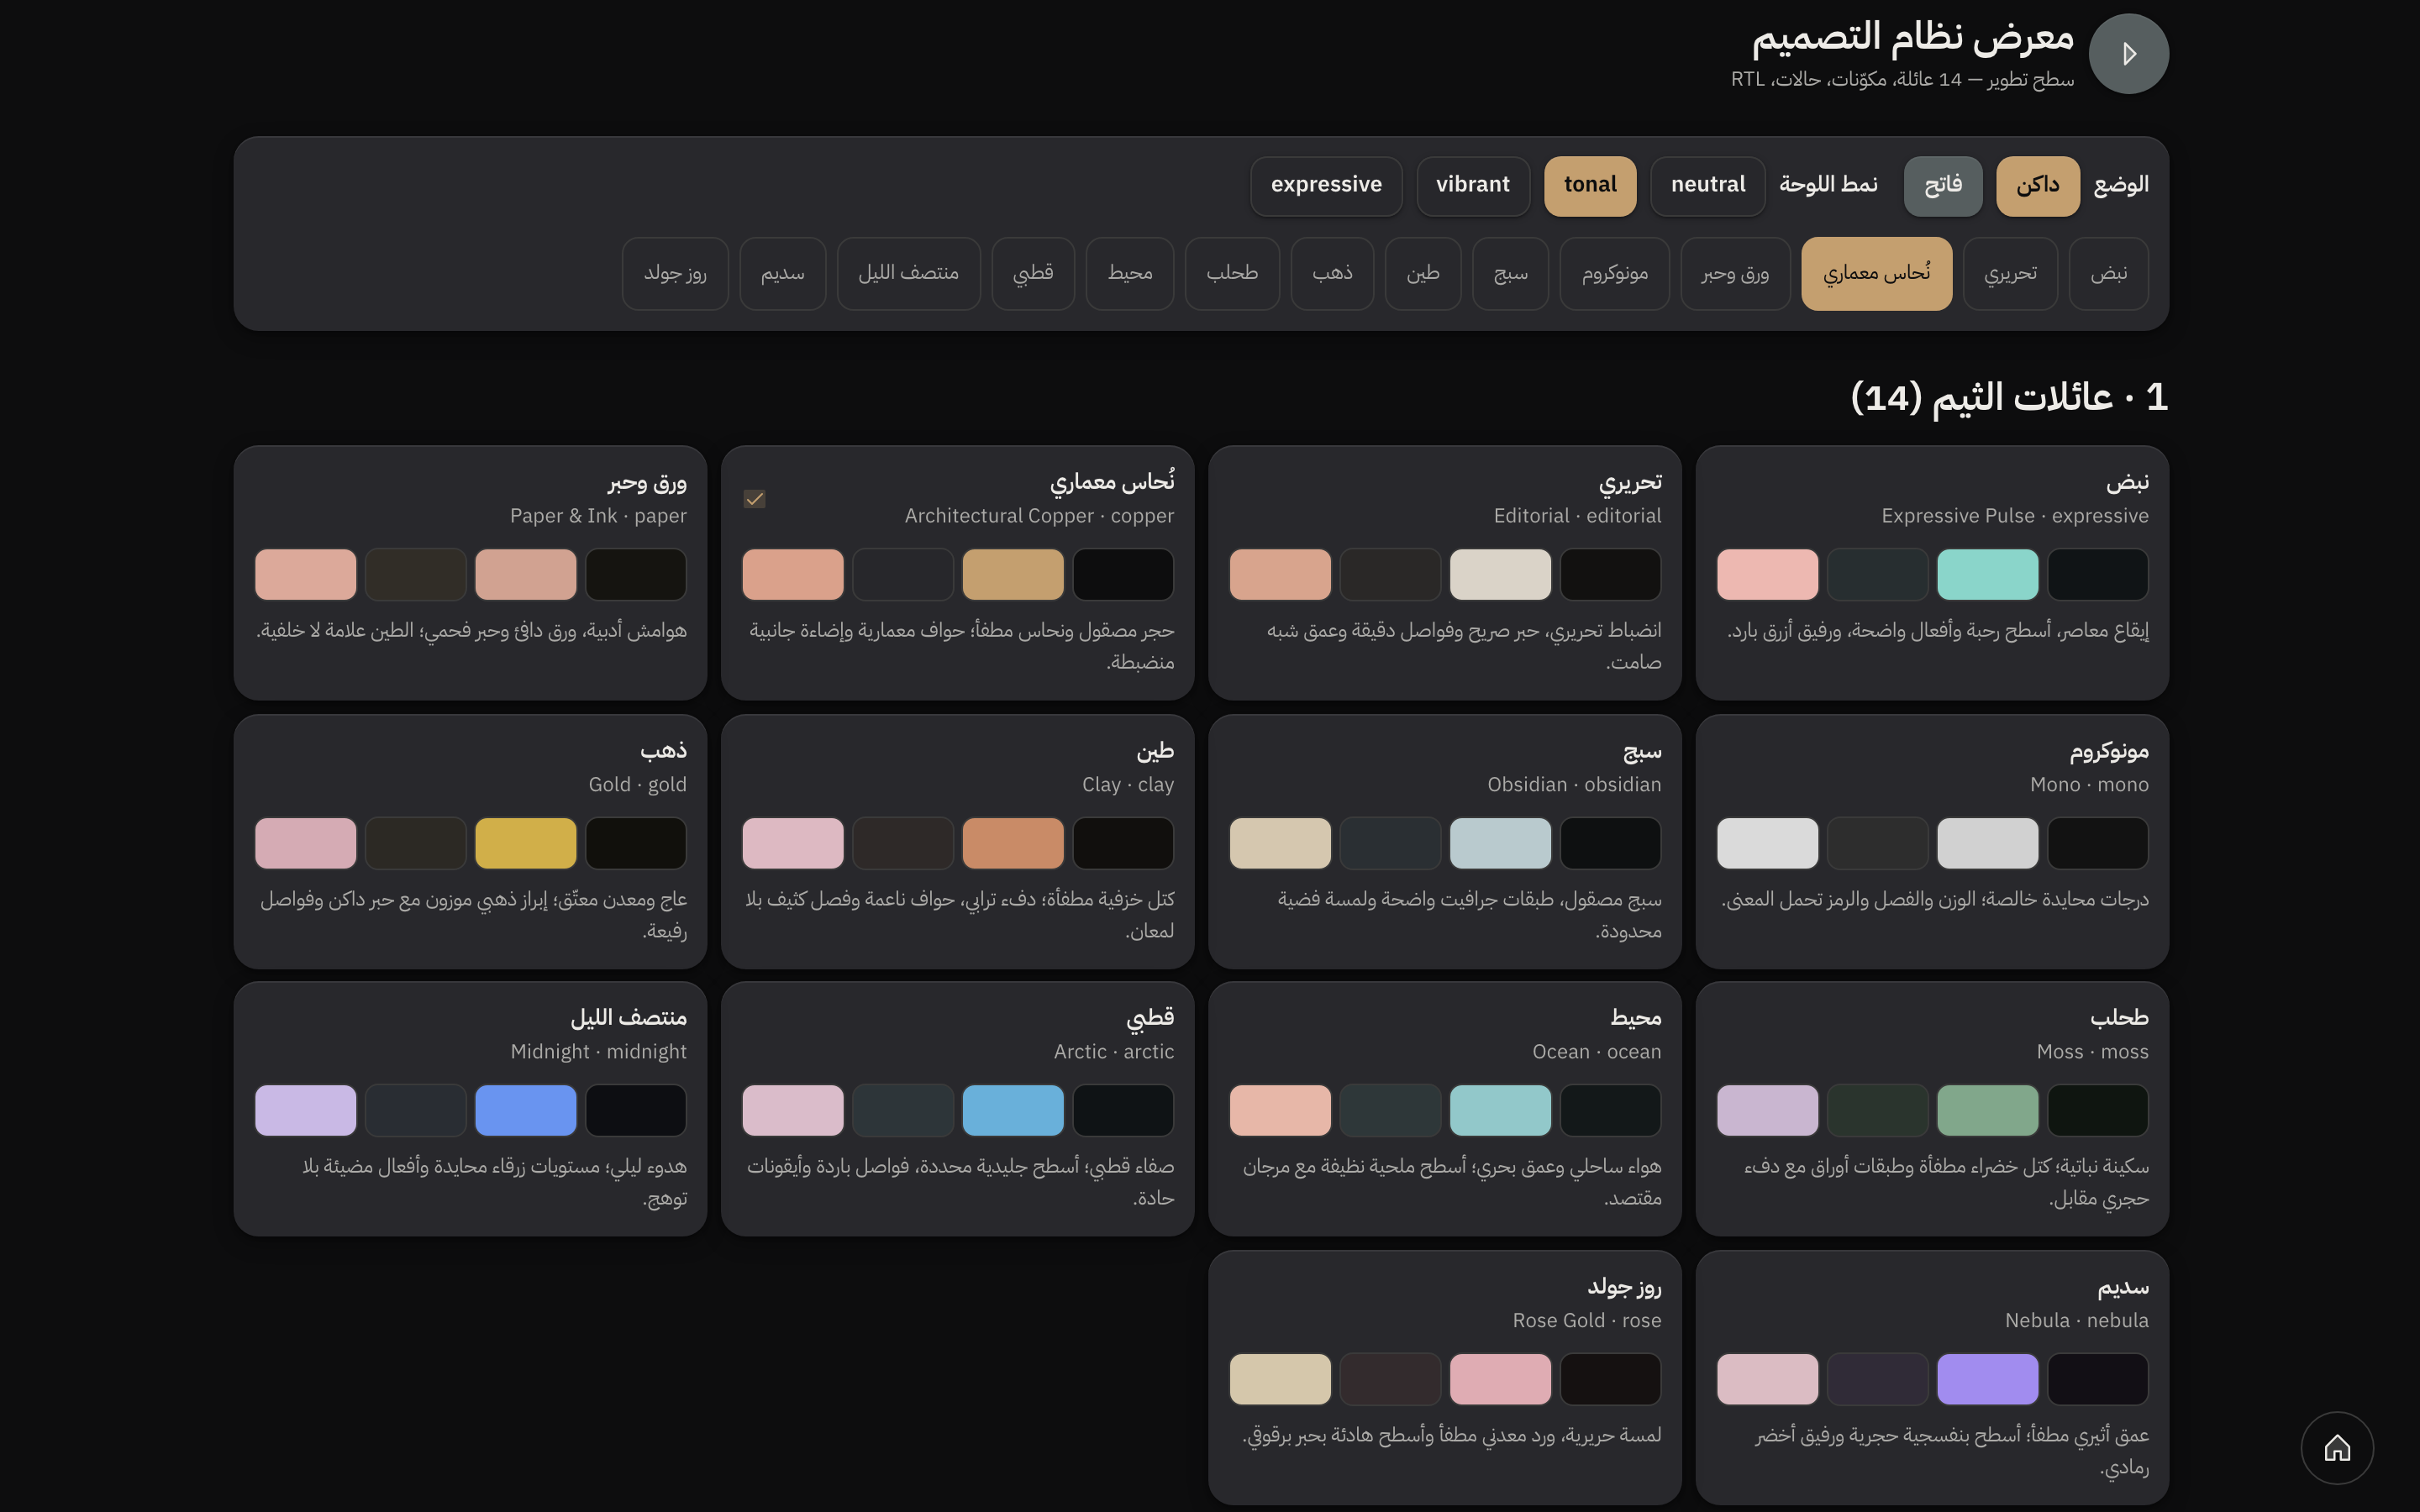 معرض نظام التصميم
سطح تطوير — 14 عائلة، مكوّنات، حالات، RTL
الوضع داكن فاتح نمط اللوحة neutral tonal vibrant expressive
نبض تحريري نُحاس معماري ورق وحبر مونوكروم سبج طين ذهب طحلب محيط قطبي منتصف الليل سديم روز جولد
1 · عائلات الثيم (14)
نبض
Expressive Pulse · expressive
إيقاع معاصر، أسطح رحبة وأفعال واضحة، ورفيق أزرق بارد.
تحريري
Editorial · editorial
انضباط تحريري، حبر صريح وفواصل دقيقة وعمق شبه
صامت.
نُحاس معماري
Architectural Copper · copper
حجر مصقول ونحاس مطفأ؛ حواف معمارية وإضاءة جانبية
منضبطة.
ورق وحبر
Paper & Ink · paper
هوامش أدبية، ورق دافئ وحبر فحمي؛ الطين علامة لا خلفية.
مونوكروم
Mono · mono
درجات محايدة خالصة؛ الوزن والفصل والرمز تحمل المعنى.
سبج
Obsidian · obsidian
سبج مصقول، طبقات جرافيت واضحة ولمسة فضية
محدودة.
طين
Clay · clay
كتل خزفية مطفأة؛ دفء ترابي، حواف ناعمة وفصل كثيف بلا
لمعان.
ذهب
Gold · gold
عاج ومعدن معتّق؛ إبراز ذهبي موزون مع حبر داكن وفواصل
رفيعة.
طحلب
Moss · moss
سكينة نباتية؛ كتل خضراء مطفأة وطبقات أوراق مع دفء
حجري مقابل.
محيط
Ocean · ocean
هواء ساحلي وعمق بحري؛ أسطح ملحية نظيفة مع مرجان
مقتصد.
قطبي
Arctic · arctic
صفاء قطبي؛ أسطح جليدية محددة، فواصل باردة وأيقونات
حادة.
منتصف الليل
Midnight · midnight
هدوء ليلي؛ مستويات زرقاء محايدة وأفعال مضيئة بلا
توهج.
سديم
Nebula · nebula
عمق أثيري مطفأ؛ أسطح بنفسجية حجرية ورفيق أخضر
رمادي.
روز جولد
Rose Gold · rose
لمسة حريرية، ورد معدني مطفأ وأسطح هادئة بحبر برقوقي.